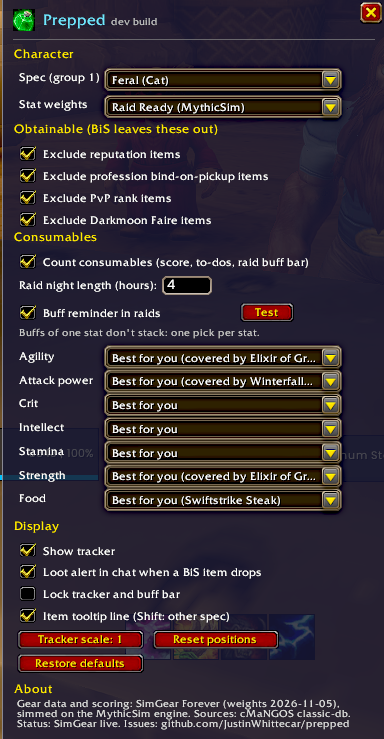 Prepped dev build
Character
Spec (group 1) Feral (Cat)
Stat weights Raid Ready (MythicSim)
Obtainable (BiS leaves these out)
Exclude reputation items
Exclude profession bind-on-pickup items
Exclude PvP rank items
Exclude Darkmoon Faire items
Consumables
Count consumables (score, to-dos, raid buff bar)
Raid night length (hours): 4
Buff reminder in raids Test
Buffs of one stat don't stack: one pick per stat.
Agility Best for you (covered by Elixir of Gr...
Attack power Best for you (covered by Winterfall...
Crit Best for you
Intellect Best for you
Stamina Best for you
100%
Strength Best for you (covered by Elixir of Gr...
Food Best for you (Swiftstrike Steak)
Display
Show tracker
Loot alert in chat when a BiS item drops
Lock tracker and buff bar
Item tooltip line (Shift: other spec)
Tracker scale: 1 Reset positions
Restore defaults
About
Gear data and scoring: SimGear Forever (weights 2026-11-05),
simmed on the MythicSim engine. Sources: cMaNGOS classic-db.
Status: SimGear live. Issues: github.com/JustinWhittecar/prepped